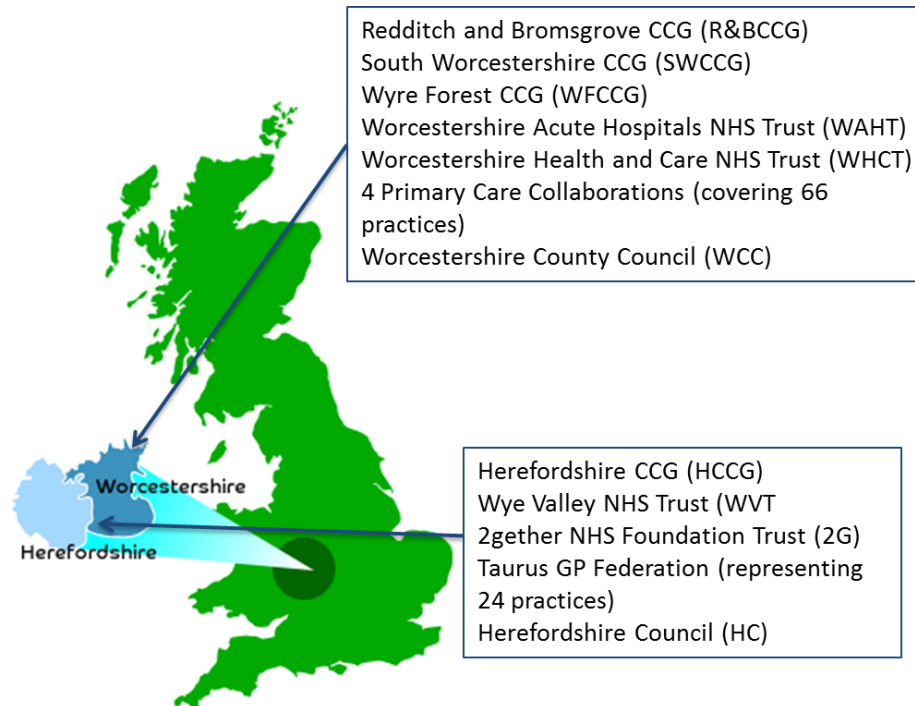 Redditch and Bromsgrove CCG (R&BCCG)
South Worcestershire CCG (SWCCG)
Wyre Forest CCG (WFCCG)
Worcestershire Acute Hospitals NHS Trust (WAHT)
Worcestershire Health and Care NHS Trust (WHCT)
4 Primary Care Collaborations (covering 66
practices)
Worcestershire County Council (WCC)
Worcestershire
Herefordshire
Herefordshire CCG (HCCG)
Wye Valley NHS Trust (WVT
2gether NHS Foundation Trust (2G)
Taurus GP Federation (representing
24 practices)
Herefordshire Council (HC)